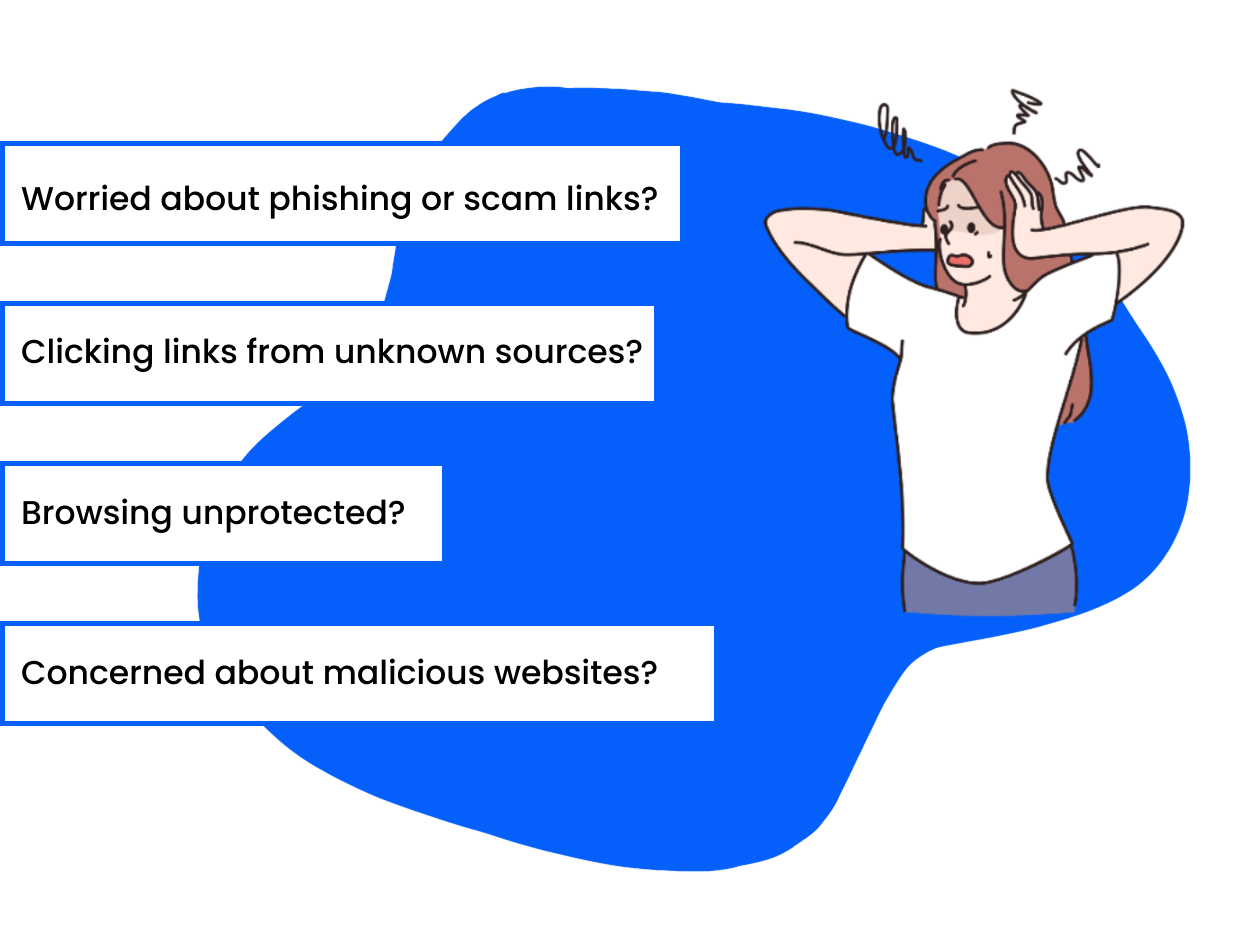 Worried about phishing or scam links?
Clicking links from unknown sources?
Browsing unprotected?
Concerned about malicious websites?